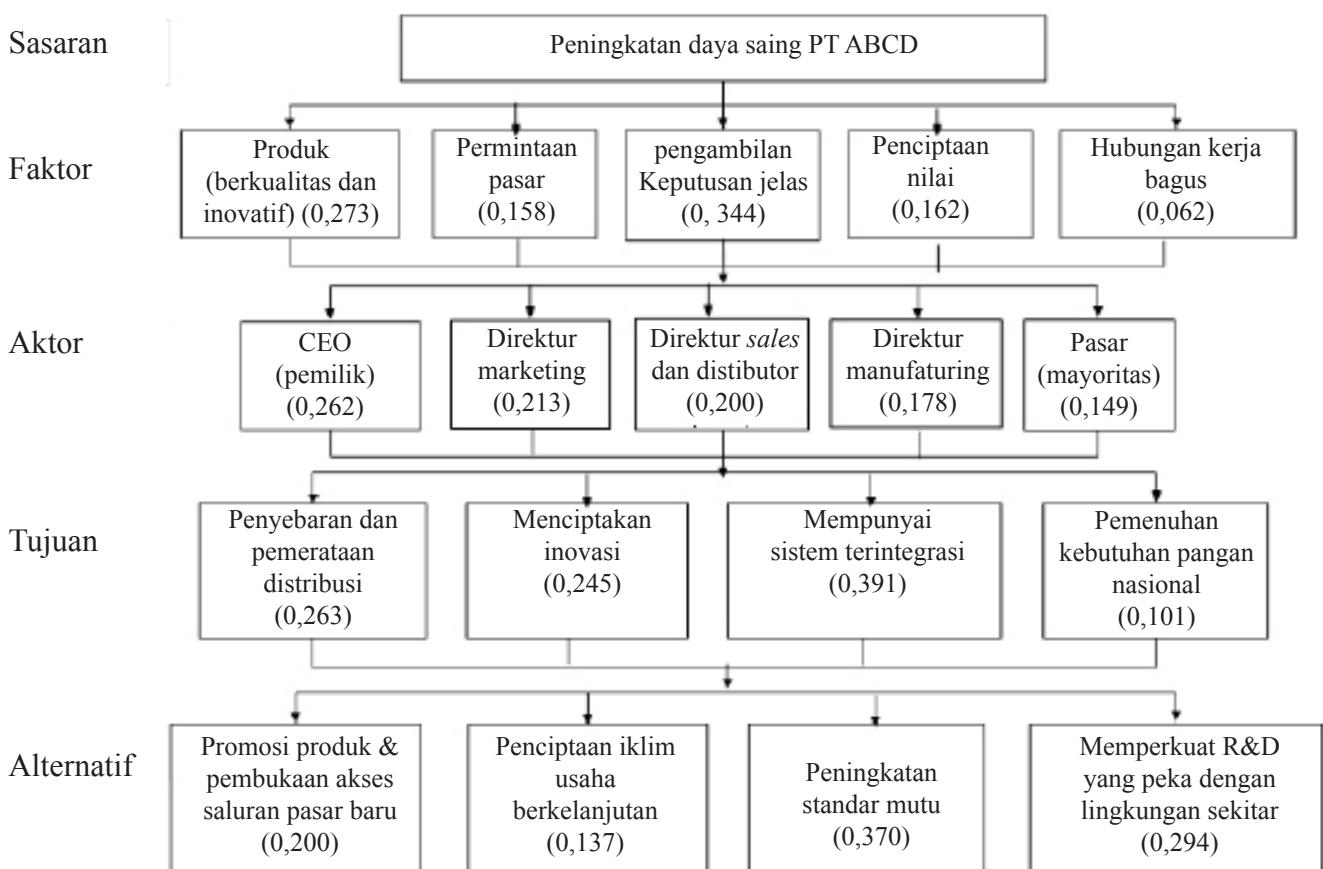 Sasaran
Peningkatan daya saing PT ABCD
Faktor
Produk
(berkualitas dan
inovatif) (0,273)
Permintaan
pasar
(0,158)
pengambilan
Keputusan jelas
(0, 344)
Penciptaan
nilai
(0,162)
Hubungan kerja
bagus
(0,062)
Aktor
CEO
(pemilik)
(0,262)
Direktur
marketing
(0,213)
Direktur sales
dan distibutor
(0,200)
Direktur
manufaturing
(0,178)
Pasar
(mayoritas)
(0,149)
Tujuan
Penyebaran dan
pemerataan
distribusi
(0,263)
Menciptakan
inovasi
(0,245)
Mempunyai
sistem terintegrasi
(0,391)
Pemenuhan
kebutuhan pangan
nasional
(0,101)
Alternatif
Promosi produk &
pembukaan akses
saluran pasar baru
(0,200)
Penciptaan iklim
usaha
berkelanjutan
(0,137)
Peningkatan
standar mutu
(0,370)
Memperkuat R&D
yang peka dengan
lingkungan sekitar
(0,294)